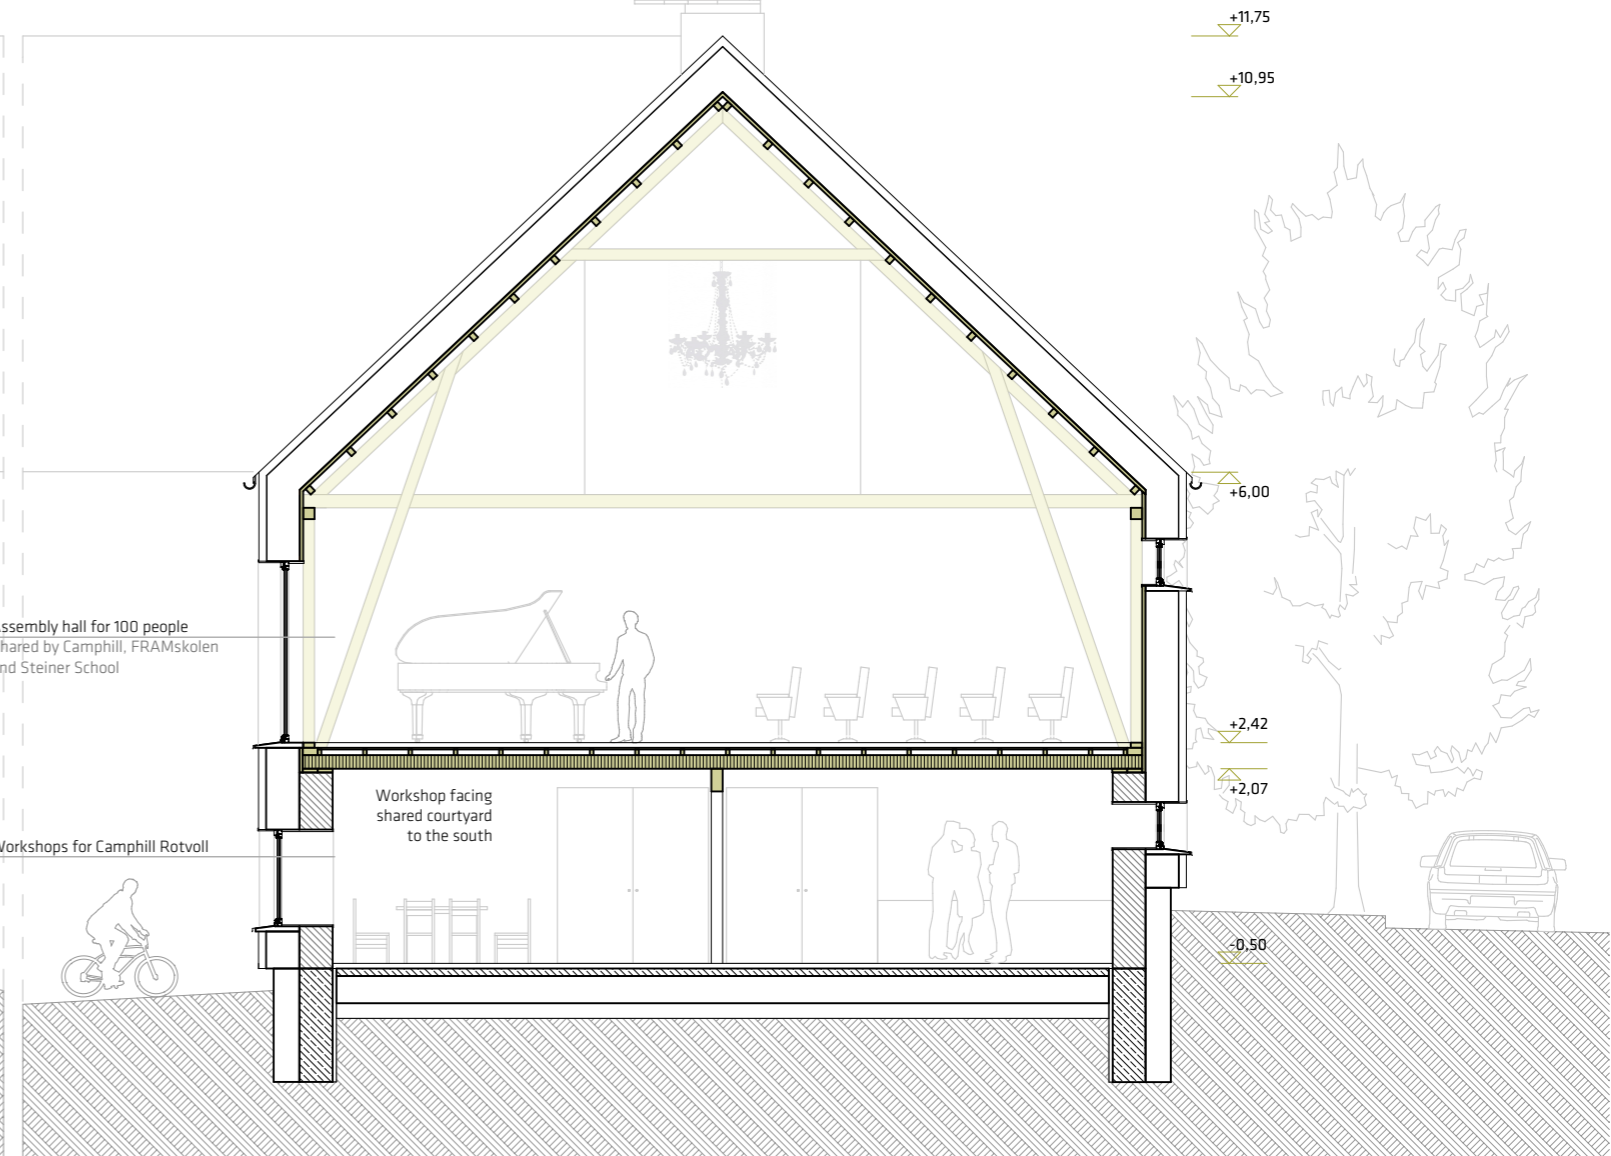 +11,75
+10,95
+6,00
ssembly hall for 100 people
hared by Camphill, FRAMskolen
nd Steiner School
+2,42
+2,07
Workshop facing
shared courtyard
to the south
Workshops for Camphill Rotvoll
-0,50